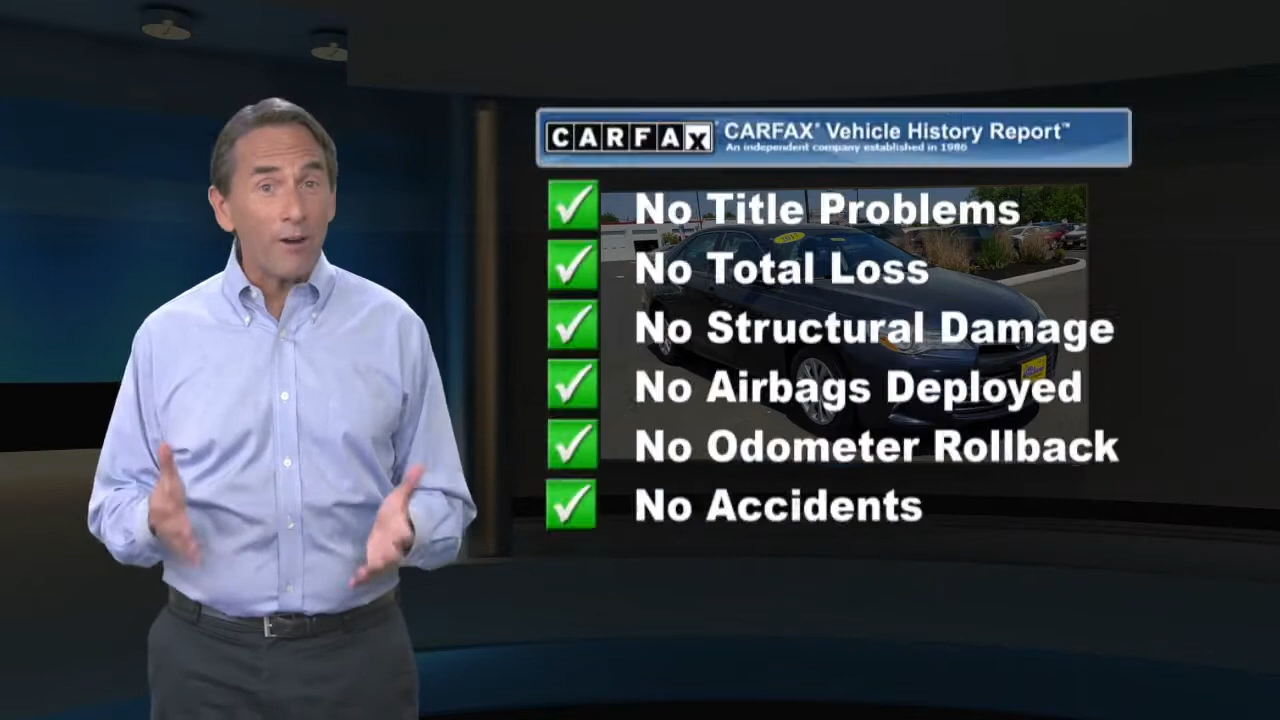 CARFAX
CARFAX® Vehicle History Report™
An independent company established in 1986
No Title Problems
No Total Loss
No Structural Damage
No Airbags Deployed
No Odometer Rollback
No Accidents